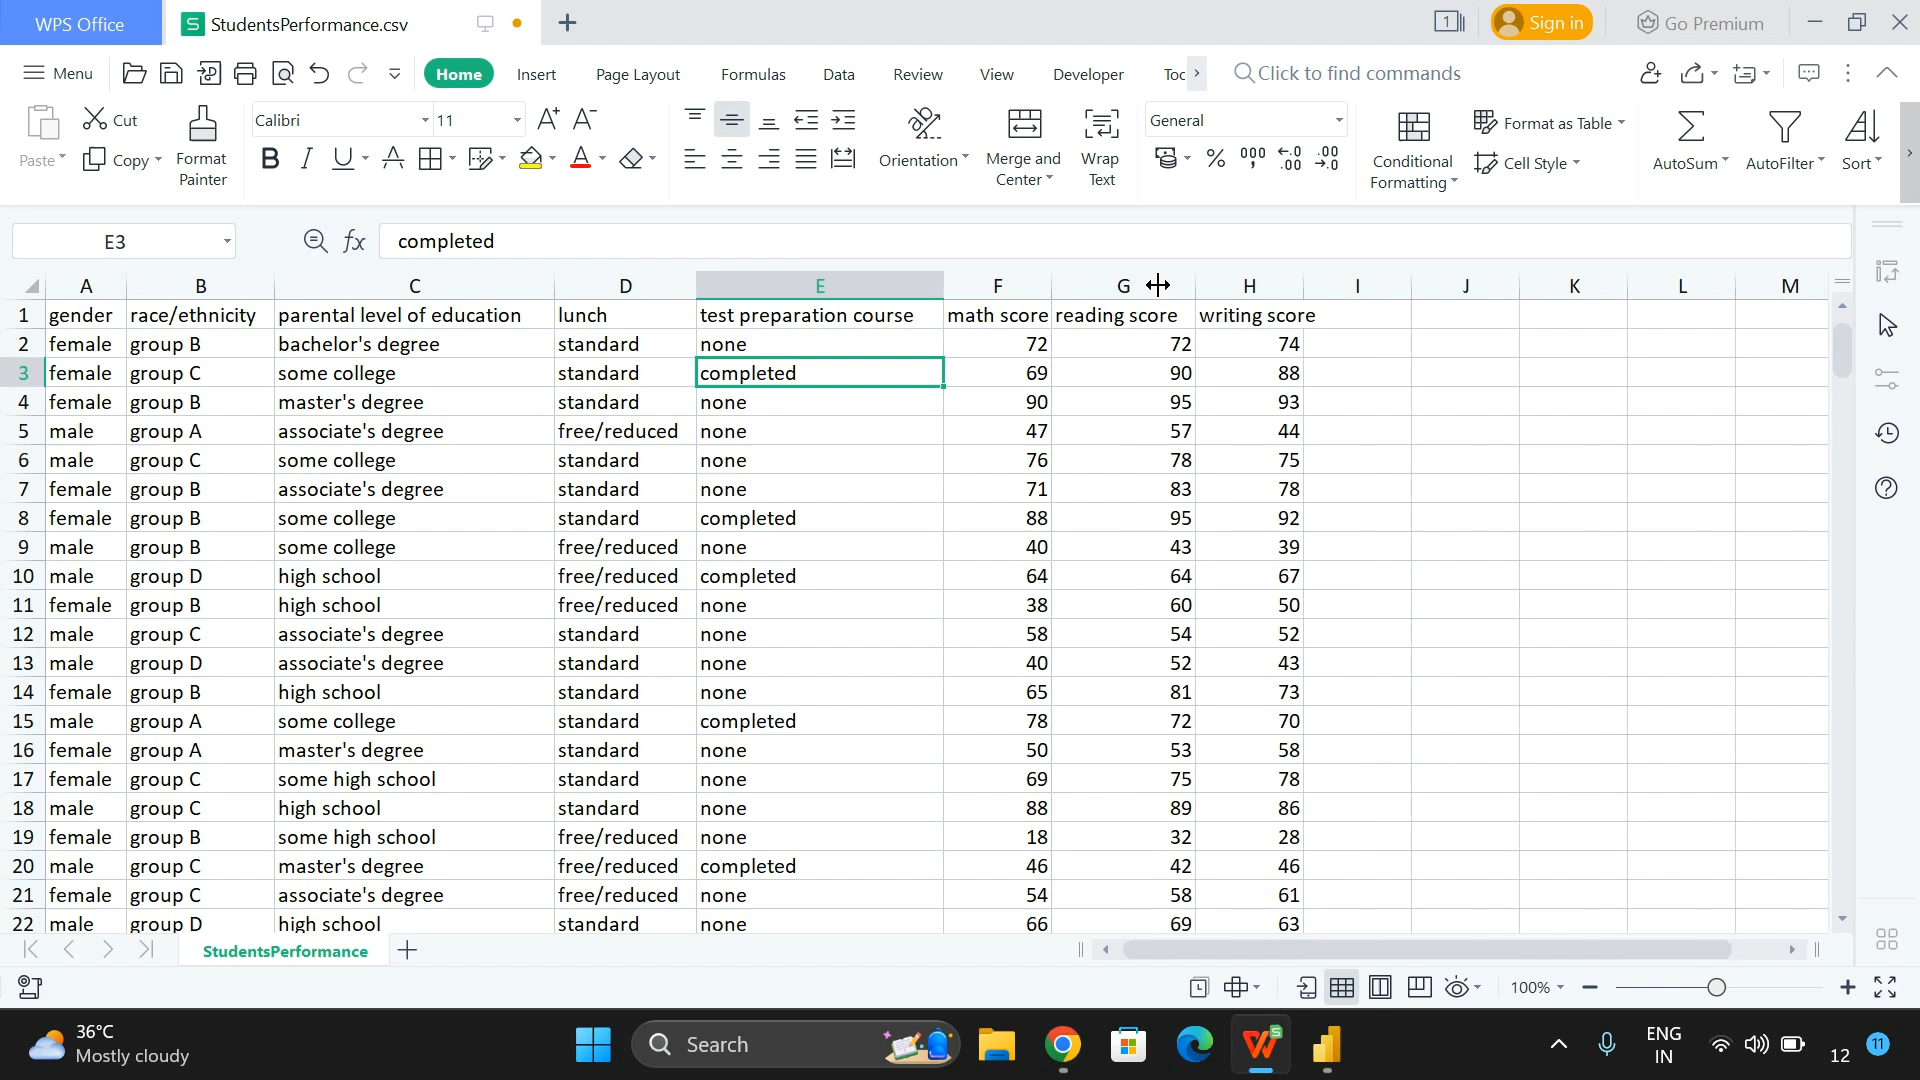 WPS Office StudentsPerformance.csv 1 Sign in Go Premium
Menu Home Insert Page Layout Formulas Data Review View Developer Toc Click to find commands
Paste Cut Copy Format Painter Calibri 11 Orientation Merge and Center Wrap Text General Conditional Formatting Format as Table Cell Style AutoSum AutoFilter Sort
E3 fx completed
A B C D E F G H I J K L M
1 gender race/ethnicity parental level of education lunch test preparation course math score reading score writing score
2 female group B bachelor's degree standard none 72 72 74
3 female group C some college standard completed 69 90 88
4 female group B master's degree standard none 90 95 93
5 male group A associate's degree free/reduced none 47 57 44
6 male group C some college standard none 76 78 75
7 female group B associate's degree standard none 71 83 78
8 female group B some college standard completed 88 95 92
9 male group B some college free/reduced none 40 43 39
10 male group D high school free/reduced completed 64 64 67
11 female group B high school free/reduced none 38 60 50
12 male group C associate's degree standard none 58 54 52
13 male group D associate's degree standard none 40 52 43
14 female group B high school standard none 65 81 73
15 male group A some college standard completed 78 72 70
16 female group A master's degree standard none 50 53 58
17 female group C some high school standard none 69 75 78
18 male group C high school standard none 88 89 86
19 female group B some high school free/reduced none 18 32 28
20 male group C master's degree free/reduced completed 46 42 46
21 female group C associate's degree free/reduced none 54 58 61
22 male group D high school standard none 66 69 63
StudentsPerformance
100%
36°C
Mostly cloudy
Search
ENG
IN
12
11